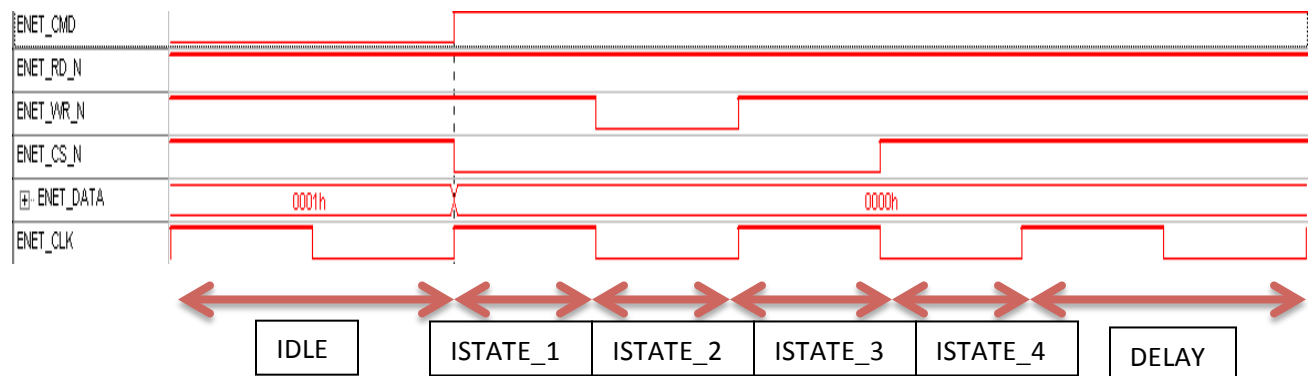 ENET_CMD
ENET_RD_N
ENET_WR_N
ENET_CS_N
ENET_DATA 0001h 0000h
ENET_CLK
IDLE ISTATE_1 ISTATE_2 ISTATE_3 ISTATE_4 DELAY